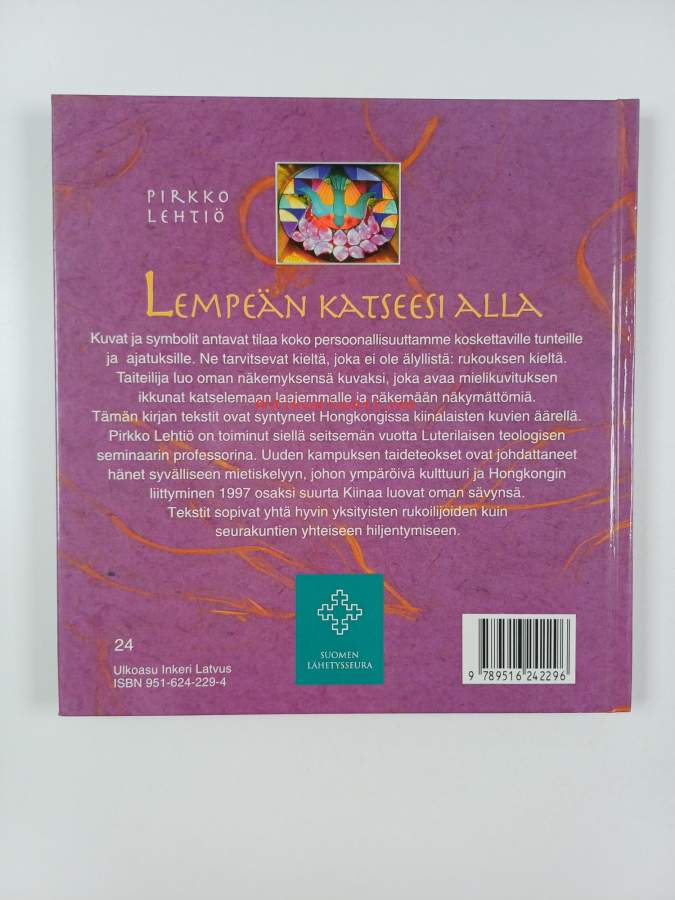 PIRKKO
LEHTIÖ
LEMPEÄN KATSEESI ALLA
Kuvat ja symbolit antavat tilaa koko persoonallisuuttamme koskettaville tunteille
ja ajatuksille. Ne tarvitsevat kieltä, joka ei ole älyllistä: rukouksen kieltä.
Taiteilija luo oman näkemyksensä kuvaksi, joka avaa mielikuvituksen
ikkunat katselemaan laajemmalle ja näkemään näkymättömiä.
Tämän kirjan tekstit ovat syntyneet Hongkongissa kiinalaisten kuvien äärellä.
Pirkko Lehtiö on toiminut siellä seitsemän vuotta Luterilaisen teologisen
seminaarin professorina. Uuden kampuksen taideteokset ovat johdattaneet
hänet syvälliseen mietiskelyyn, johon ympäröivä kulttuuri ja Hongkongin
liittyminen 1997 osaksi suurta Kiinaa luovat oman sävynsä.
Tekstit sopivat yhtä hyvin yksityisten rukoilijoiden kuin
seurakuntien yhteiseen hiljentymiseen.
24
Ulkoasu Inkeri Latvus
ISBN 951-624-229-4
SUOMEN
LÄHETYSSEURA
9 789516 242296